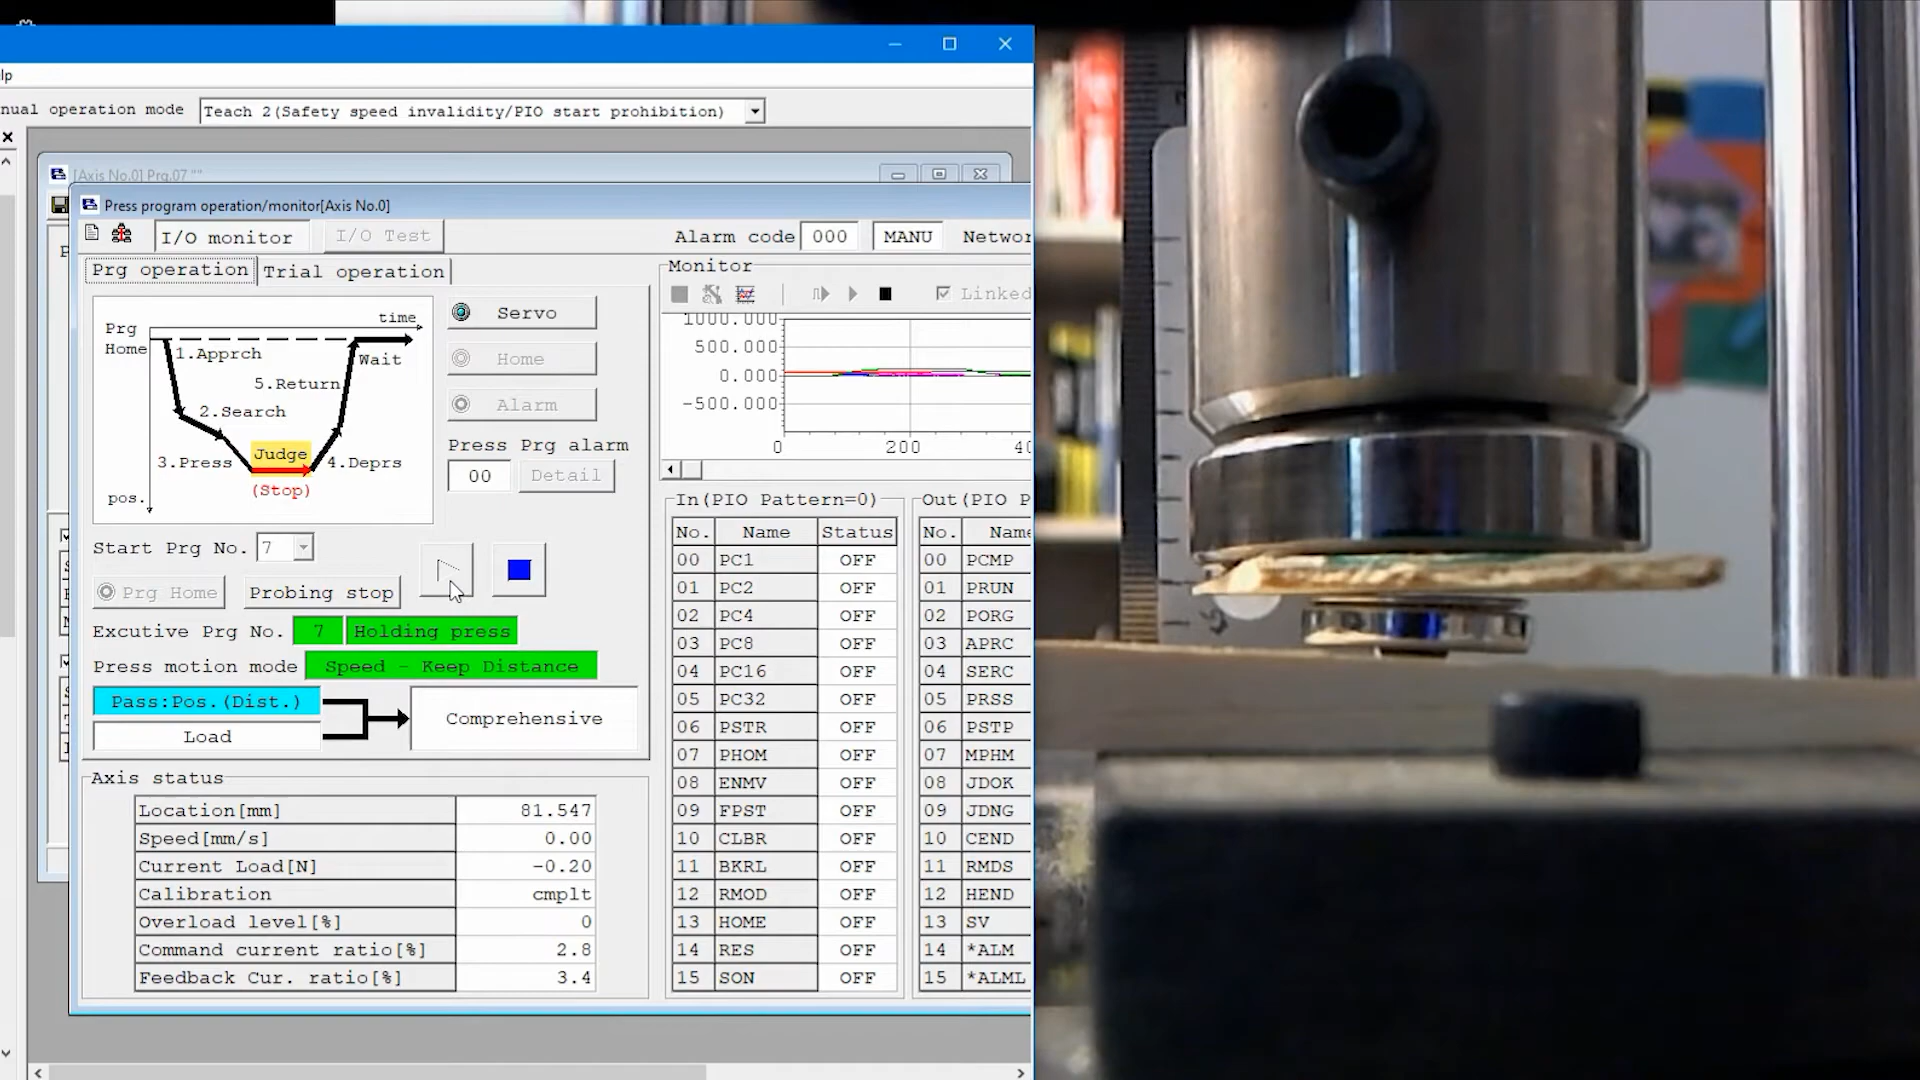 lp
nual operation mode Teach 2(Safety speed invalidity/PIO start prohibition)
[Axis No.0] Prg.07 ""
Press program operation/monitor[Axis No.0]
I/O monitor I/O Test Alarm code 000 MANU Networ
Prg operation Trial operation
Monitor
Linked
Prg
Home
time
1.Apprch
Wait
5.Return
2.Search
Judge
3.Press
4.Deprs
(Stop)
pos.
Servo
Home
Alarm
Press Prg alarm
00 Detail
1000.000
500.000
0.000
-500.000
0 200 40
Start Prg No. 7
Prg Home Probing stop
Excutive Prg No. 7 Holding press
Press motion mode Speed - Keep Distance
Pass:Pos.(Dist.)
Load
Comprehensive
Axis status
Location[mm] 81.547
Speed[mm/s] 0.00
Current Load[N] -0.20
Calibration cmplt
Overload level[%] 0
Command current ratio[%] 2.8
Feedback Cur. ratio[%] 3.4
In(PIO Pattern=0)
No. Name Status
00 PC1 OFF
01 PC2 OFF
02 PC4 OFF
03 PC8 OFF
04 PC16 OFF
05 PC32 OFF
06 PSTR OFF
07 PHOM OFF
08 ENMV OFF
09 FPST OFF
10 CLBR OFF
11 BKRL OFF
12 RMOD OFF
13 HOME OFF
14 RES OFF
15 SON OFF
Out(PIO P
No. Name
00 PCMP
01 PRUN
02 PORG
03 APRC
04 SERC
05 PRSS
06 PSTP
07 MPHM
08 JDOK
09 JDNG
10 CEND
11 RMDS
12 HEND
13 SV
14 *ALM
15 *ALML